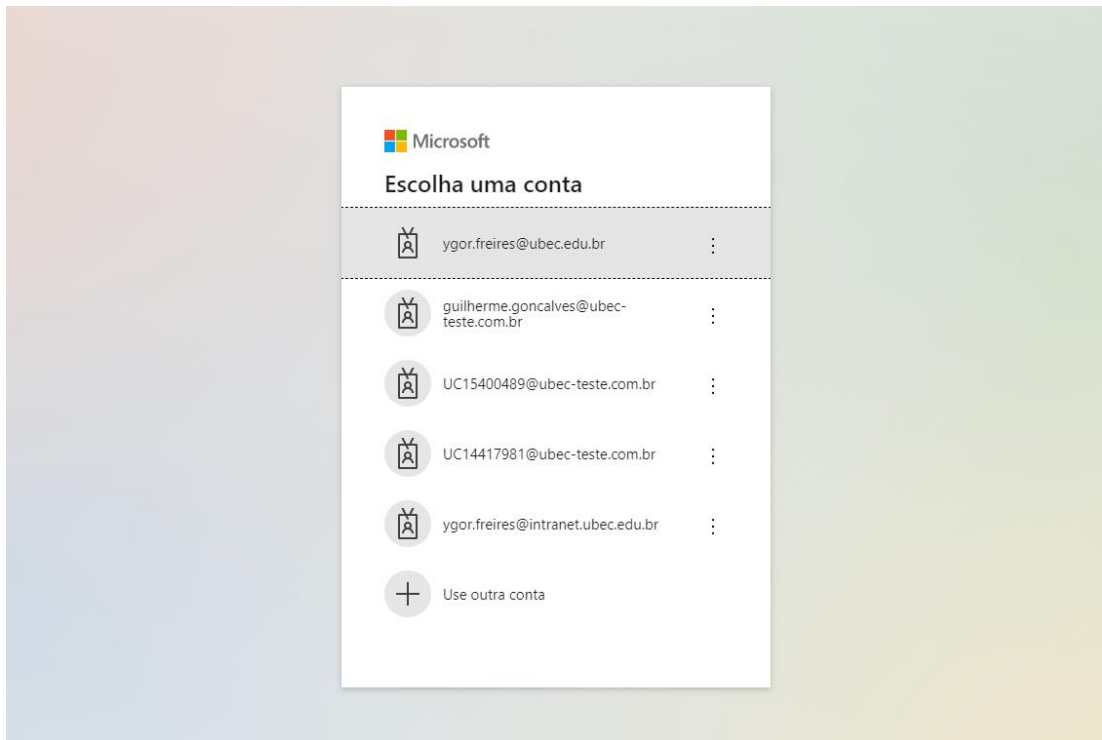 Microsoft
Escolha uma conta
ygor.freires@ubec.edu.br
guilherme.goncalves@ubec-
teste.com.br
UC15400489@ubec-teste.com.br
UC14417981@ubec-teste.com.br
ygor.freires@intranet.ubec.edu.br
Use outra conta